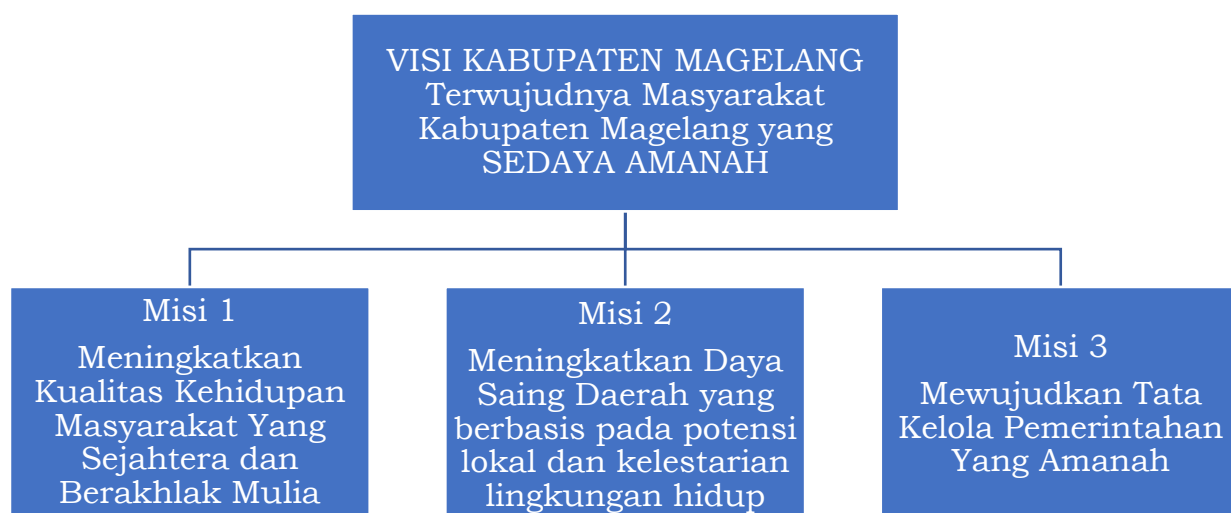 VISI KABUPATEN MAGELANG
Terwujudnya Masyarakat
Kabupaten Magelang yang
SEDAYA AMANAH
Misi 1
Meningkatkan
Kualitas Kehidupan
Masyarakat Yang
Sejahtera dan
Berakhlak Mulia
Misi 2
Meningkatkan Daya
Saing Daerah yang
berbasis pada potensi
lokal dan kelestarian
lingkungan hidup
Misi 3
Mewujudkan Tata
Kelola Pemerintahan
Yang Amanah